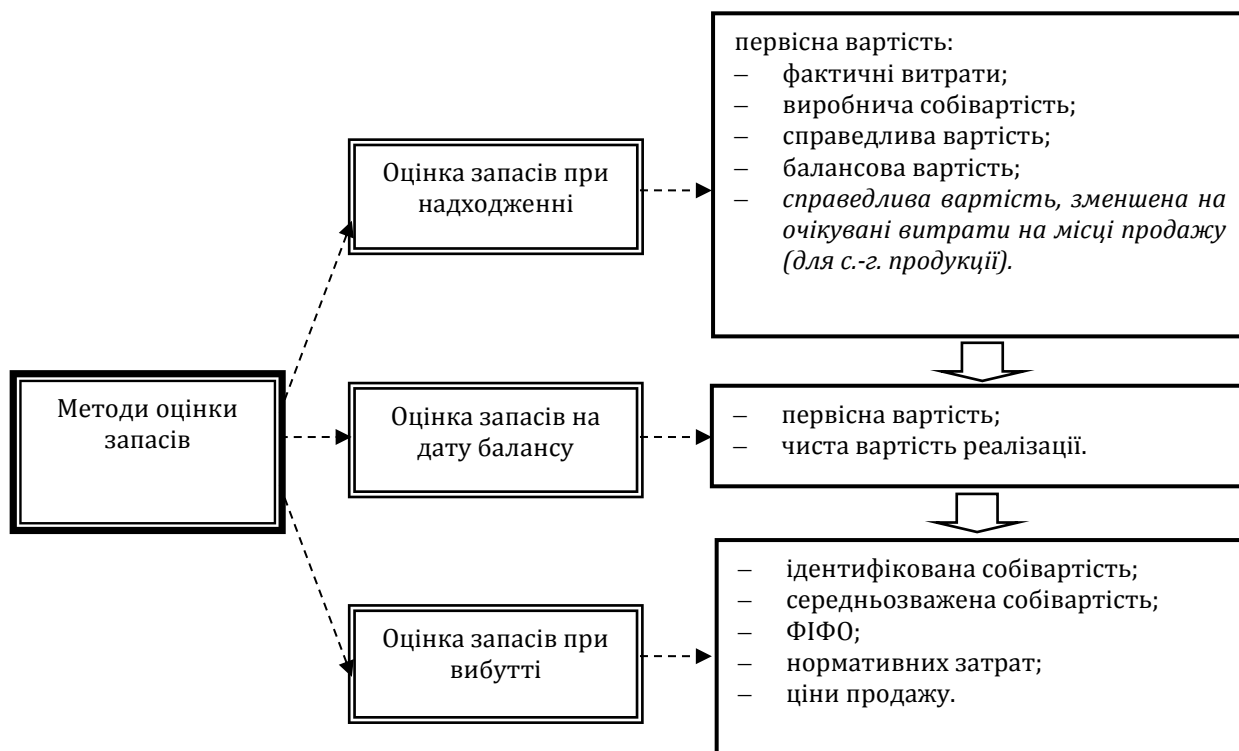 Методи оцінки
запасів
Оцінка запасів при
надходженні
первісна вартість:
– фактичні витрати;
– виробнича собівартість;
– справедлива вартість;
– балансова вартість;
– справедлива вартість, зменшена на
очікувані витрати на місці продажу
(для с.-г. продукції).
Оцінка запасів на
дату балансу
– первісна вартість;
– чиста вартість реалізації.
Оцінка запасів при
вибутті
– ідентифікована собівартість;
– середньозважена собівартість;
– ФІФО;
– нормативних затрат;
– ціни продажу.